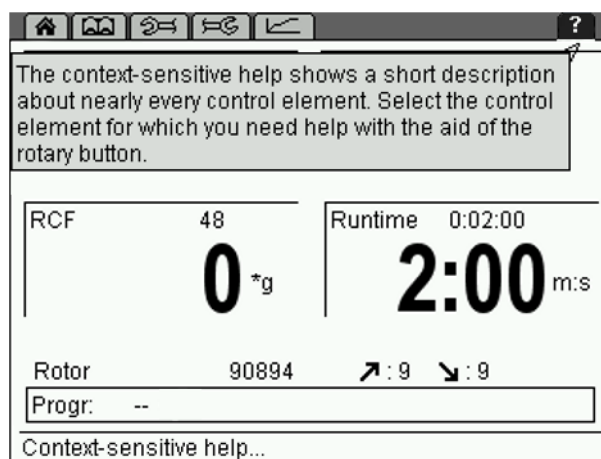 ?
The context-sensitive help shows a short description
about nearly every control element. Select the control
element for which you need help with the aid of the
rotary button.
RCF 48
0 *g
Runtime 0:02:00
2:00 m:s
Rotor 90894 ↗: 9 ↘: 9
Progr: --
Context-sensitive help...